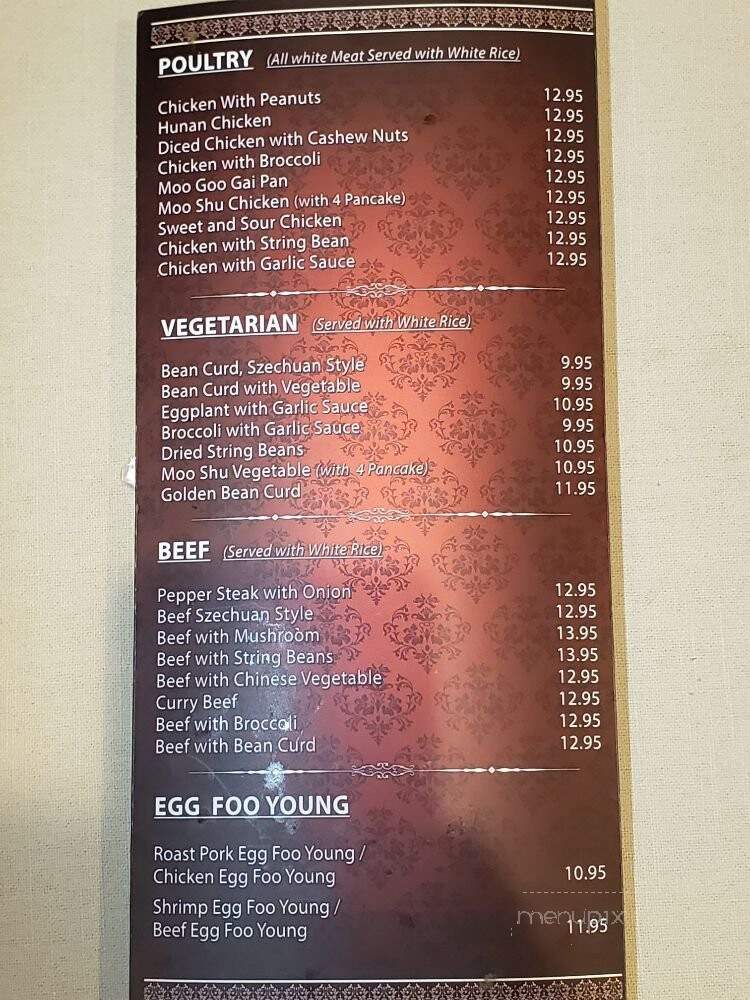 POULTRY (All white Meat Served with White Rice)
Chicken With Peanuts 12.95
Hunan Chicken 12.95
Diced Chicken with Cashew Nuts 12.95
Chicken with Broccoli 12.95
Moo Goo Gai Pan 12.95
Moo Shu Chicken (with 4 Pancake) 12.95
Sweet and Sour Chicken 12.95
Chicken with String Bean 12.95
Chicken with Garlic Sauce 12.95
VEGETARIAN (Served with White Rice)
Bean Curd, Szechuan Style 9.95
Bean Curd with Vegetable 9.95
Eggplant with Garlic Sauce 10.95
Broccoli with Garlic Sauce 9.95
Dried String Beans 10.95
Moo Shu Vegetable (with 4 Pancake) 10.95
Golden Bean Curd 11.95
BEEF (Served with White Rice)
Pepper Steak with Onion 12.95
Beef Szechuan Style 12.95
Beef with Mushroom 13.95
Beef with String Beans 13.95
Beef with Chinese Vegetable 12.95
Curry Beef 12.95
Beef with Broccoli 12.95
Beef with Bean Curd 12.95
EGG FOO YOUNG
Roast Pork Egg Foo Young /
Chicken Egg Foo Young 10.95
Shrimp Egg Foo Young /
menupix
Beef Egg Foo Young 11.95